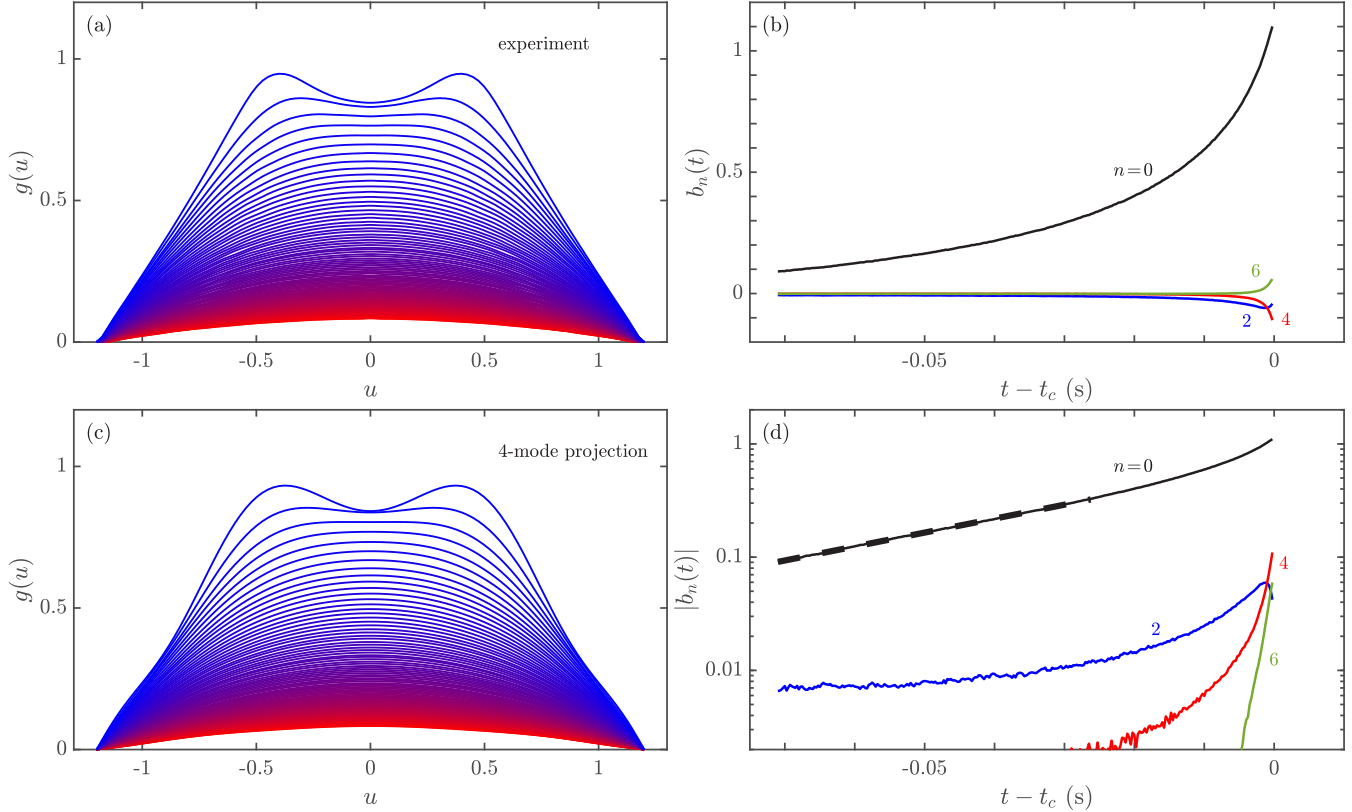 (a)
experiment
g(u)
1
0.5
0
-1
-0.5
0
0.5
1
u
(b)
b_n(t)
1
0.5
0
n=0
6
2
4
-0.05
0
t − t_c (s)
(c)
4-mode projection
g(u)
1
0.5
0
-1
-0.5
0
0.5
1
u
(d)
|b_n(t)|
1
0.1
0.01
n=0
4
2
6
-0.05
0
t − t_c (s)